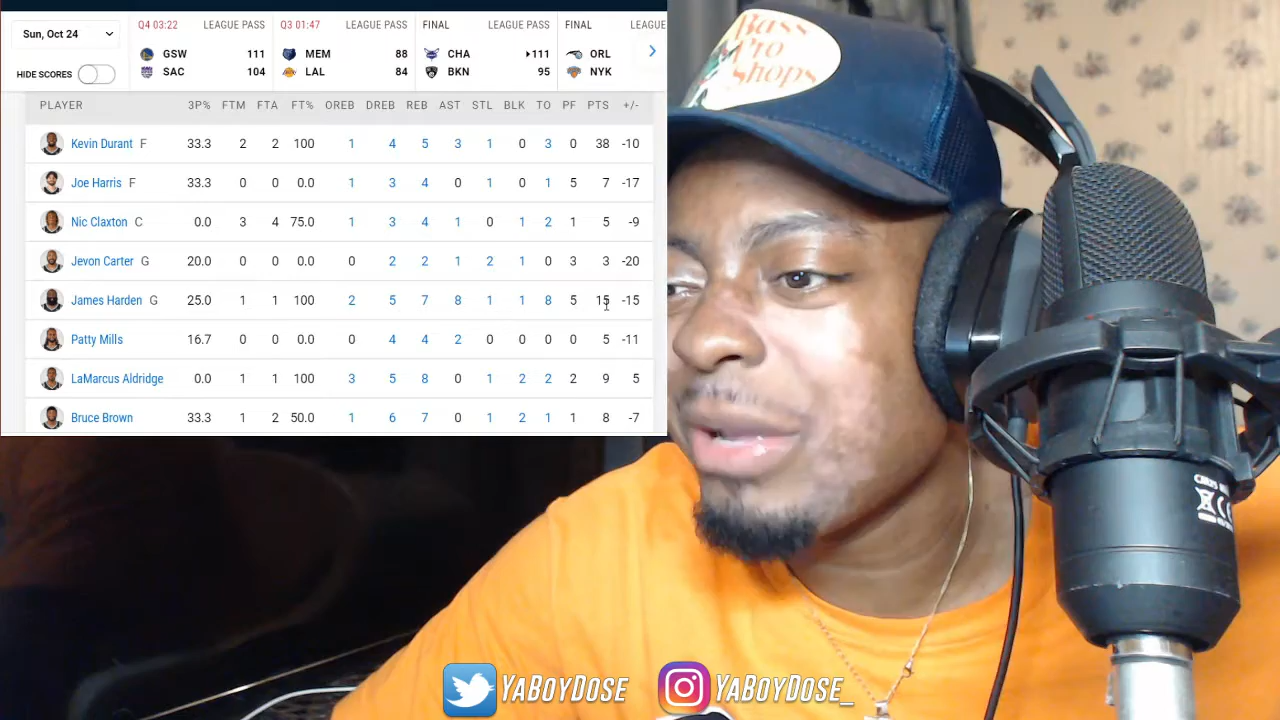 Sun, Oct 24
HIDE SCORES
Q4 03:22 LEAGUE PASS
GSW 111
SAC 104
Q3 01:47 LEAGUE PASS
MEM 88
LAL 84
FINAL LEAGUE PASS
CHA 111
BKN 95
FINAL LEAGUE
ORL
NYK
PLAYER 3P% FTM FTA FT% OREB DREB REB AST STL BLK TO PF PTS +/-
Kevin Durant F 33.3 2 2 100 1 4 5 3 1 0 3 0 38 -10
Joe Harris F 33.3 0 0 0.0 1 3 4 0 1 0 1 5 7 -17
Nic Claxton C 0.0 3 4 75.0 1 3 4 1 0 1 2 1 5 -9
Jevon Carter G 20.0 0 0 0.0 0 2 2 1 2 1 0 3 3 -20
James Harden G 25.0 1 1 100 2 5 7 8 1 1 8 5 15 -15
Patty Mills 16.7 0 0 0.0 0 4 4 2 0 0 0 0 5 -11
LaMarcus Aldridge 0.0 1 1 100 3 5 8 0 1 2 2 2 9 5
Bruce Brown 33.3 1 2 50.0 1 6 7 0 1 2 1 1 8 -7
Bass
Pro
Shops
YABOYDOSE
YABOYDOSE_